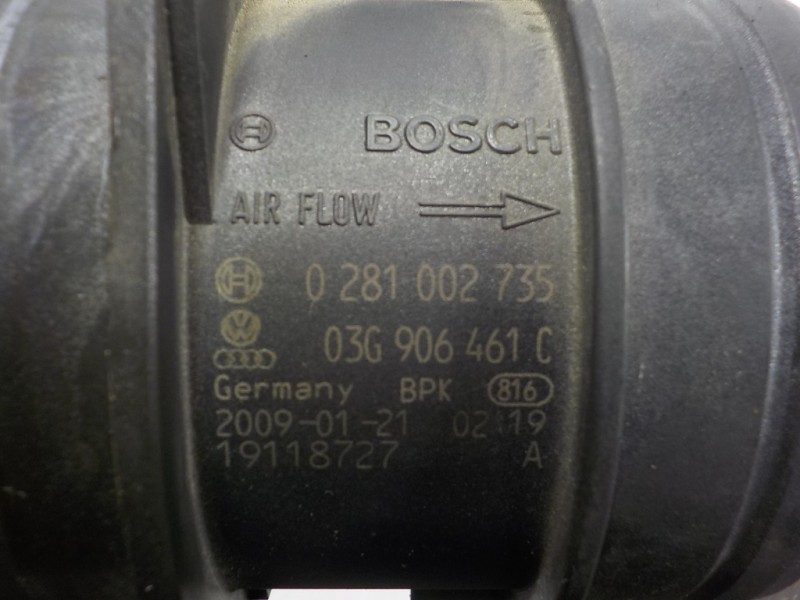 BOSCH
AIR FLOW
0 281 002 735
03G 906 461 C
Germany BPK 816
2009-01-21 02:19
19118727 A